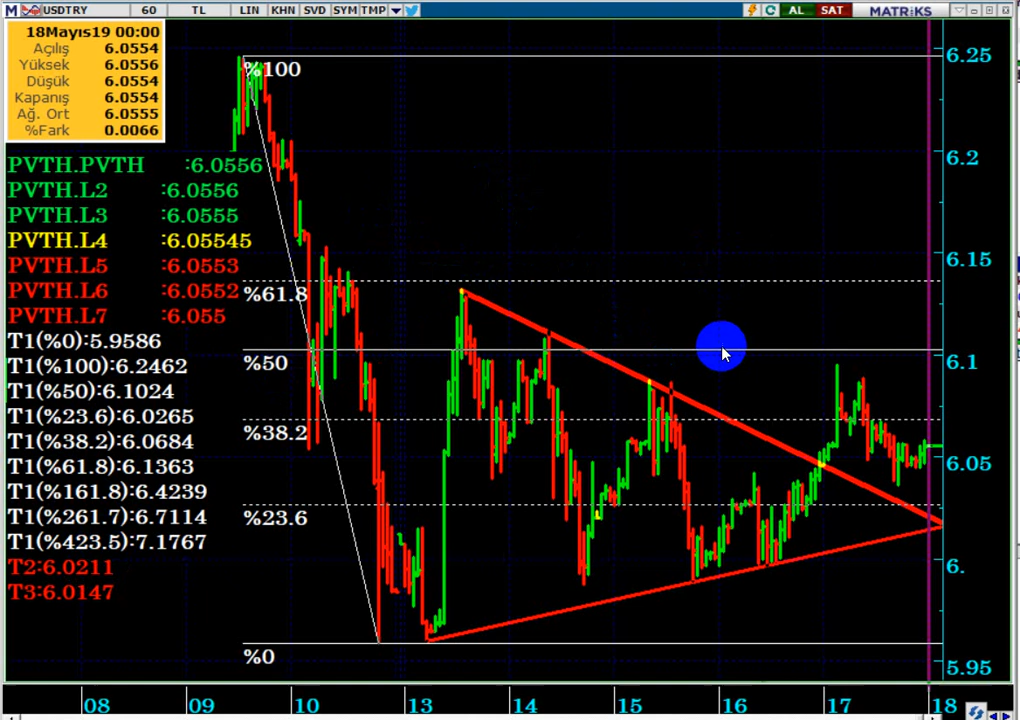 M USDTRY 60 TL LIN KHN SVD SYM TMP AL SAT MATRiKS
18Mayıs19 00:00
Açılış 6.0554
Yüksek 6.0556
Düşük 6.0554
Kapanış 6.0554
Ağ. Ort 6.0555
%Fark 0.0066
PVTH.PVTH :6.0556
PVTH.L2 :6.0556
PVTH.L3 :6.0555
PVTH.L4 :6.05545
PVTH.L5 :6.0553
PVTH.L6 :6.0552
PVTH.L7 :6.055
T1(%0):5.9586
T1(%100):6.2462
T1(%50):6.1024
T1(%23.6):6.0265
T1(%38.2):6.0684
T1(%61.8):6.1363
T1(%161.8):6.4239
T1(%261.7):6.7114
T1(%423.5):7.1767
T2:6.0211
T3:6.0147
%100
%61.8
%50
%38.2
%23.6
%0
6.25
6.2
6.15
6.1
6.05
6.
5.95
08 09 10 13 14 15 16 17 18